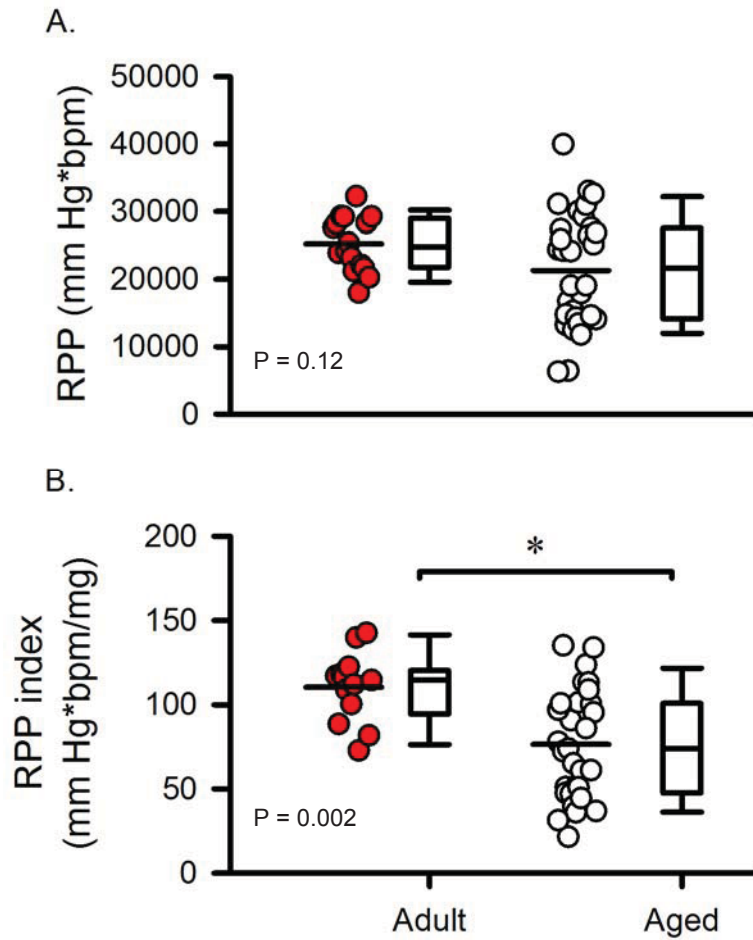 A.
RPP (mm Hg*bpm)
50000
40000
30000
20000
10000
0
P = 0.12
B.
RPP index
(mm Hg*bpm/mg)
200
150
100
50
0
*
P = 0.002
Adult Aged